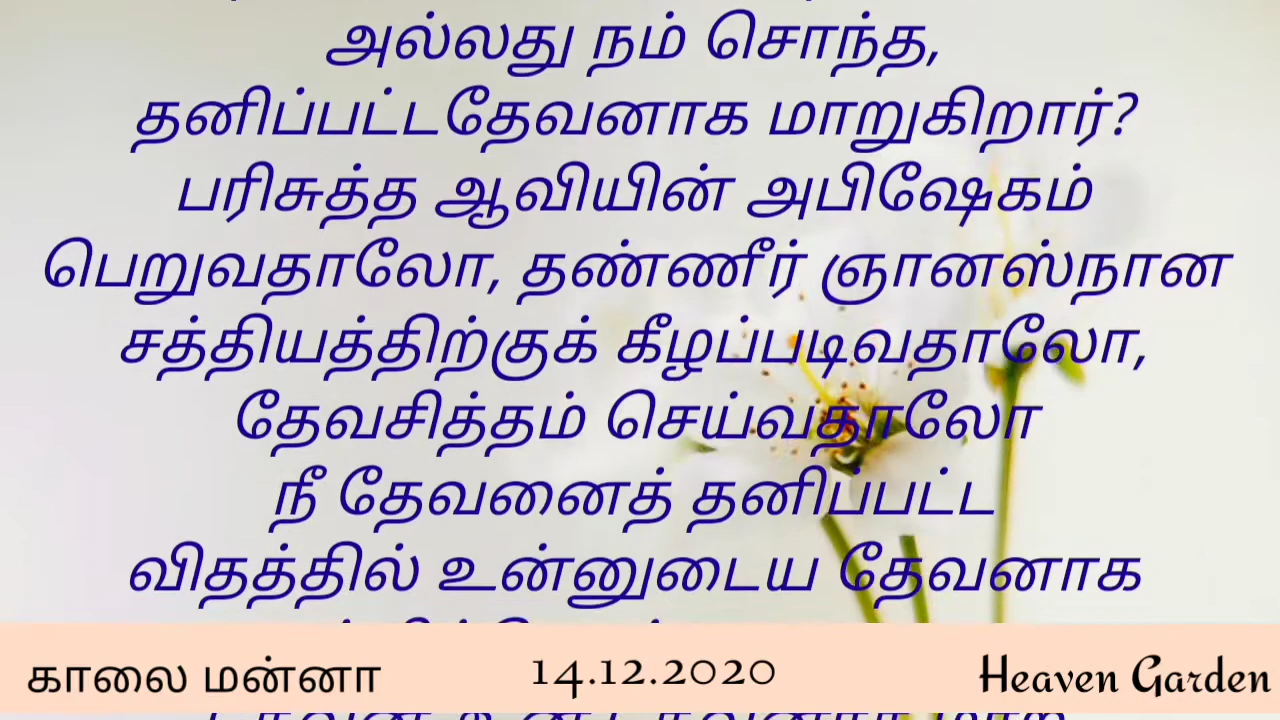 அல்லது நம் சொந்த,
தனிப்பட்டதேவனாக மாறுகிறார்?
பரிசுத்த ஆவியின் அபிஷேகம்
பெறுவதாலோ, தண்ணீர் ஞானஸ்நான
சத்தியத்திற்குக் கீழப்படிவதாலோ,
தேவசித்தம் செய்வதாலோ
நீ தேவனைத் தனிப்பட்ட
விதத்தில் உன்னுடைய தேவனாக
காலை மன்னா 14.12.2020 Heaven Garden